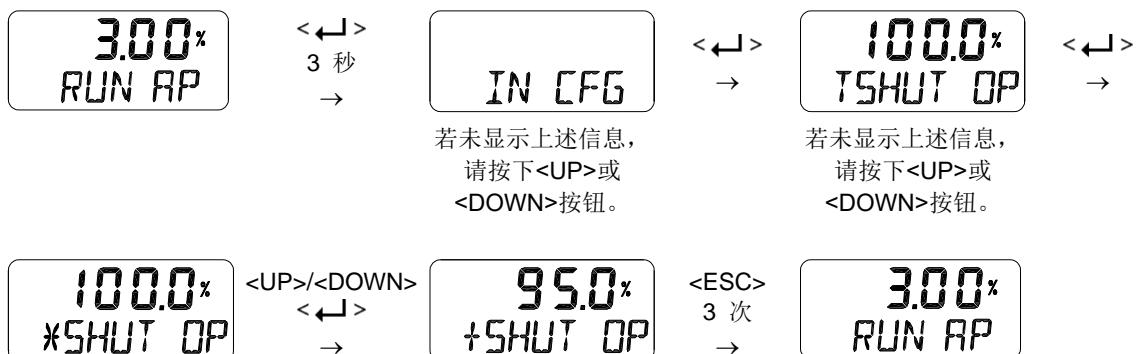 3.00%
RUN AP
<↵>
3 秒
→
IN CFG
若未显示上述信息，
请按下<UP>或
<DOWN>按钮。
<↵>
→
100.0%
TSHUT OP
若未显示上述信息，
请按下<UP>或
<DOWN>按钮。
<↵>
→
100.0%
*SHUT OP
<UP>/<DOWN>
<↵>
→
95.0%
+SHUT OP
<ESC>
3 次
→
3.00%
RUN AP